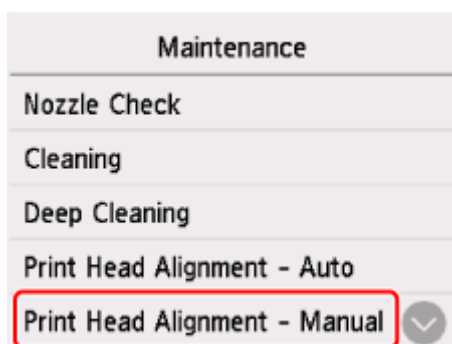 Maintenance
Nozzle Check
Cleaning
Deep Cleaning
Print Head Alignment - Auto
Print Head Alignment - Manual